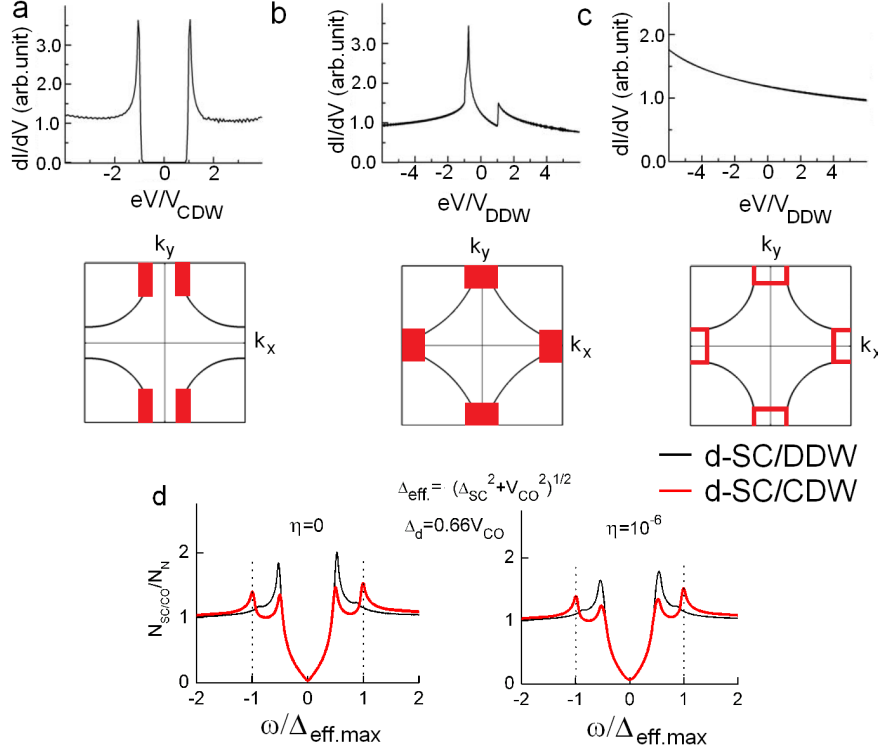 a
dI/dV (arb.unit)
3.0
2.0
1.0
0.0
-2 0 2
eV/V_CDW
b
dI/dV (arb.unit)
3.0
2.0
1.0
0.0
-4 -2 0 2 4
eV/V_DDW
c
dI/dV (arb.unit)
2.0
1.0
0.0
-4 -2 0 2 4
eV/V_DDW
k_y
k_x
k_y
k_x
k_y
k_x
d-SC/DDW
d-SC/CDW
d
Δ_eff.= (Δ_SC^2+V_CO^2)^1/2
Δ_d=0.66V_CO
η=0
N_SC/CO/N_N
2
1
0
-2 -1 0 1 2
ω/Δ_eff.max
η=10^-6
2
1
0
-2 -1 0 1 2
ω/Δ_eff.max